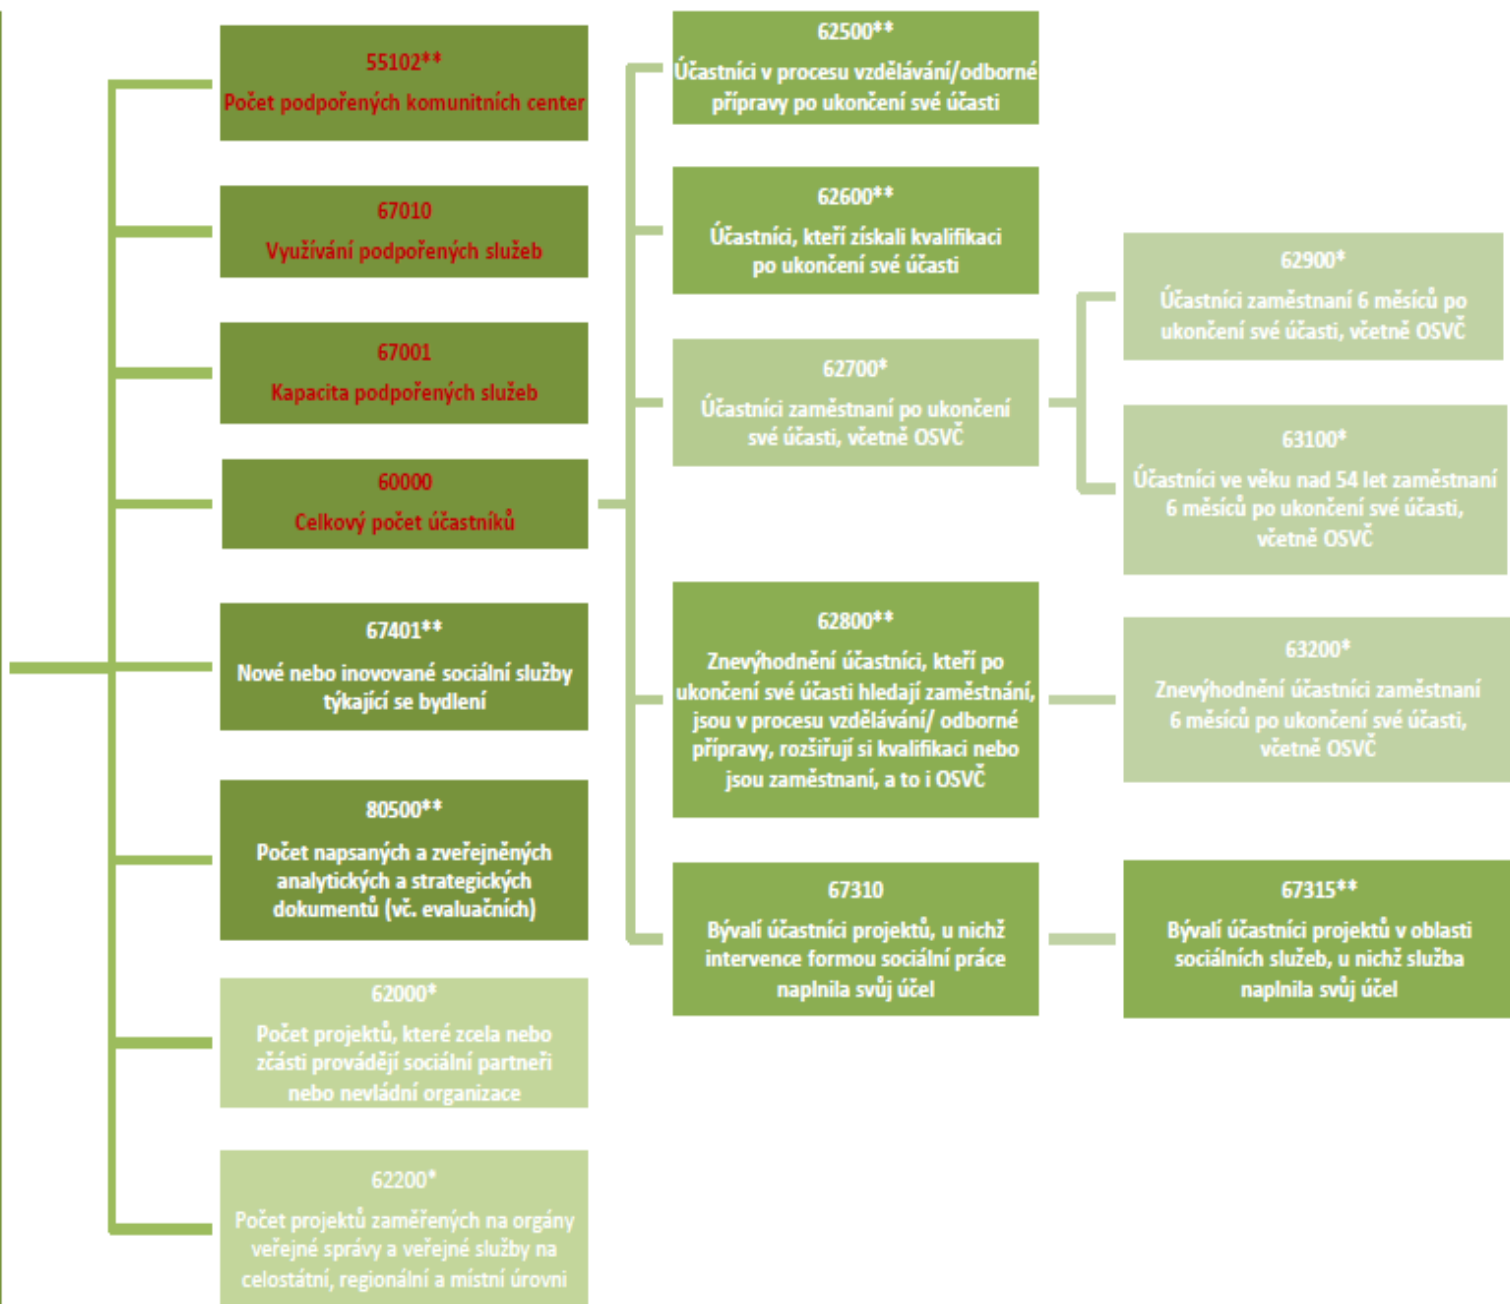 55102**
Počet podpořených komunitních center
67010
Využívání podpořených služeb
67001
Kapacita podpořených služeb
60000
Celkový počet účastníků
67401**
Nové nebo inovované sociální služby
týkající se bydlení
80500**
Počet napsaných a zveřejněných
analytických a strategických
dokumentů (vč. evaluačních)
62000*
Počet projektů, které zcela nebo
zčásti provádějí sociální partneři
nebo nevládní organizace
62200*
Počet projektů zaměřených na orgány
veřejné správy a veřejné služby na
celostátní, regionální a místní úrovni
62500**
Účastníci v procesu vzdělávání/odborné
přípravy po ukončení své účasti
62600**
Účastníci, kteří získali kvalifikaci
po ukončení své účasti
62700*
Účastníci zaměstnaní po ukončení
své účasti, včetně OSVČ
62800**
Znevýhodnění účastníci, kteří po
ukončení své účasti hledají zaměstnání,
jsou v procesu vzdělávání/ odborné
přípravy, rozšiřují si kvalifikaci nebo
jsou zaměstnaní, a to i OSVČ
67310
Bývalí účastníci projektů, u nichž
intervence formou sociální práce
naplnila svůj účel
62900*
Účastníci zaměstnaní 6 měsíců po
ukončení své účasti, včetně OSVČ
63100*
Účastníci ve věku nad 54 let zaměstnaní
6 měsíců po ukončení své účasti,
včetně OSVČ
63200*
Znevýhodnění účastníci zaměstnaní
6 měsíců po ukončení své účasti,
včetně OSVČ
67315**
Bývalí účastníci projektů v oblasti
sociálních služeb, u nichž služba
naplnila svůj účel